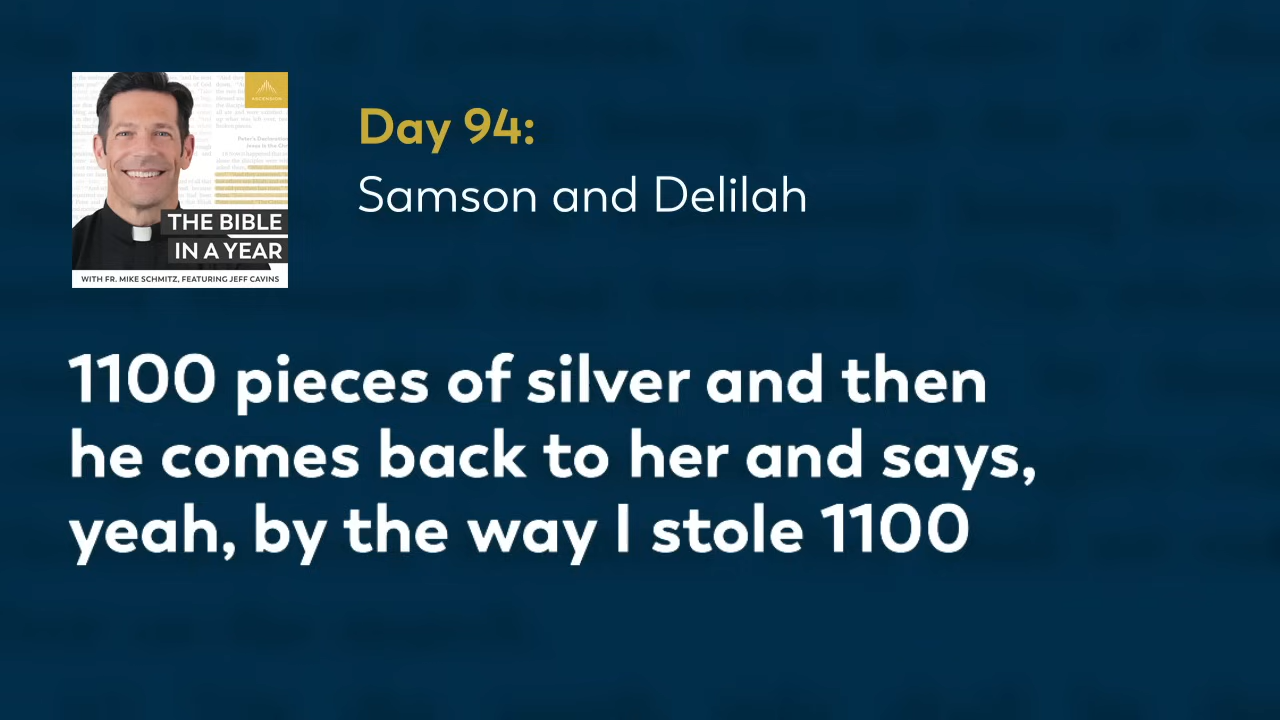 ASCENSION
THE BIBLE
IN A YEAR
WITH FR. MIKE SCHMITZ, FEATURING JEFF CAVINS
Day 94:
Samson and Delilah
1100 pieces of silver and then
he comes back to her and says,
yeah, by the way I stole 1100